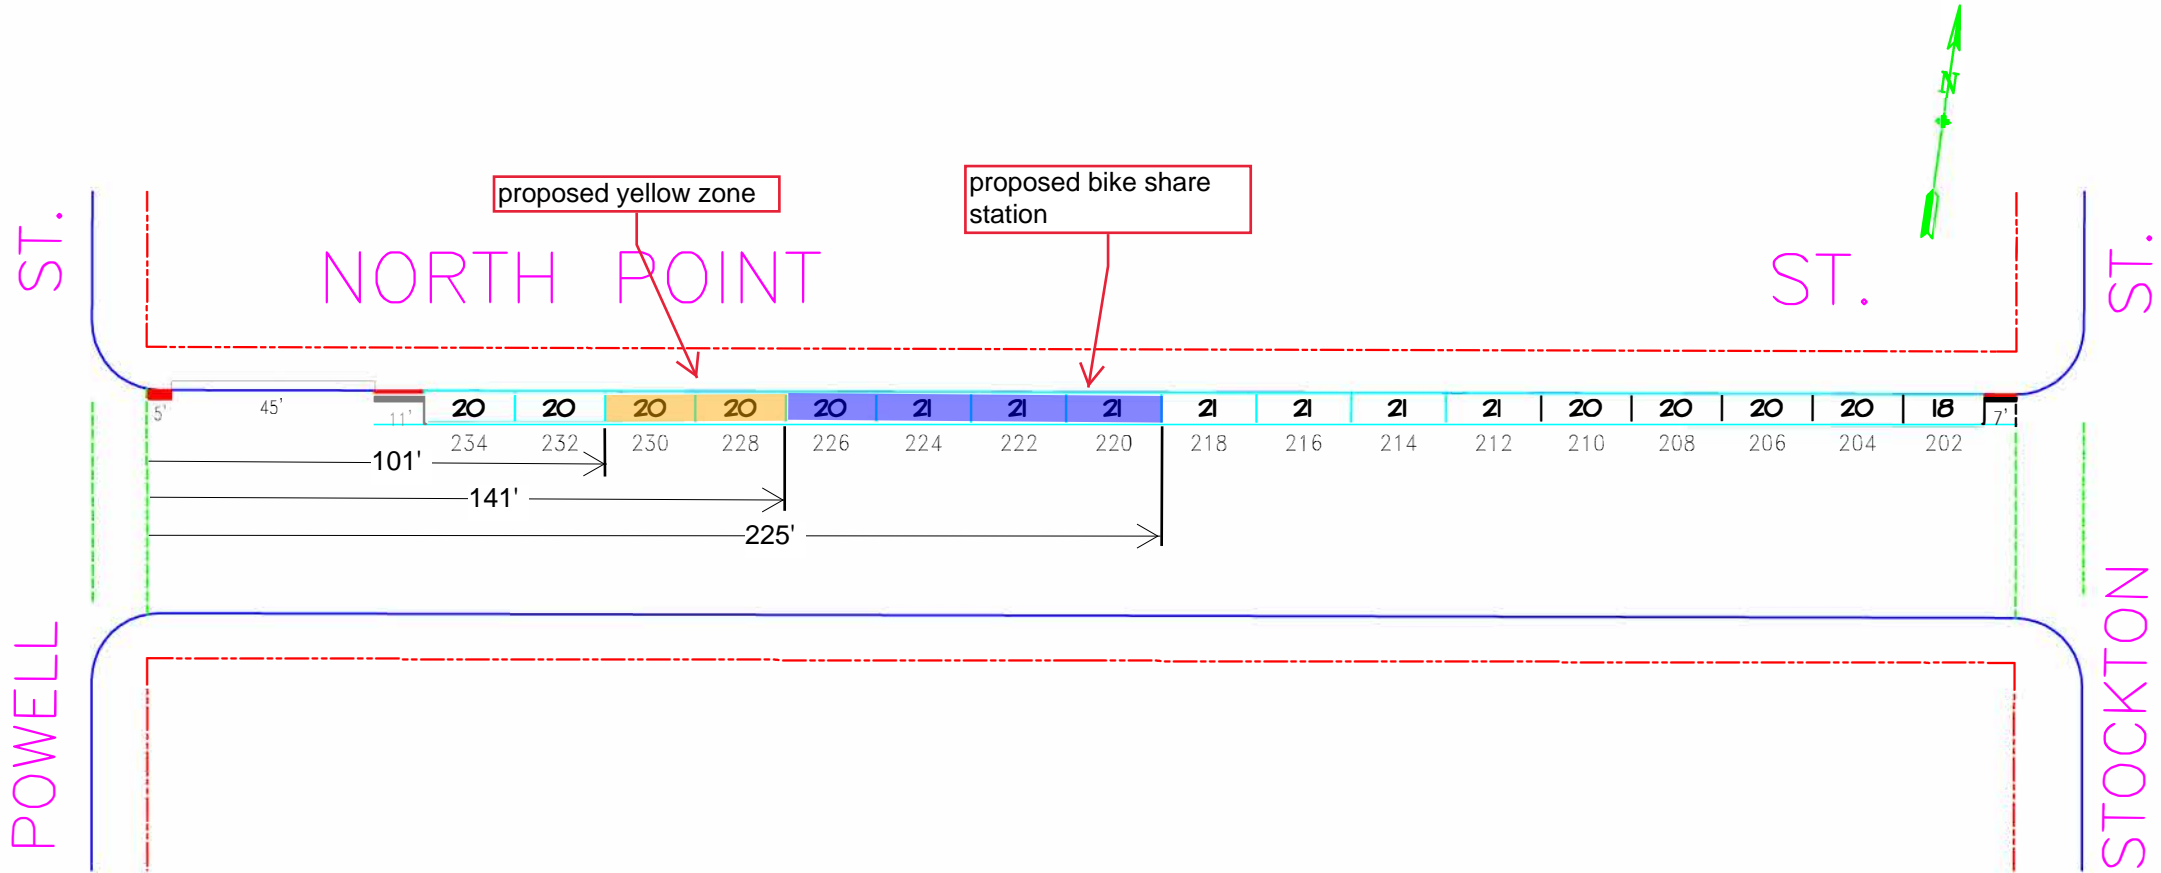 N
proposed yellow zone
proposed bike share
station
ST.
NORTH POINT
ST.
ST.
5'
45'
11'
20 20 20 20 20 21 21 21 21 21 21 21 20 20 20 20 18
7'
234 232 230 228 226 224 222 220 218 216 214 212 210 208 206 204 202
101'
141'
225'
POWELL
STOCKTON